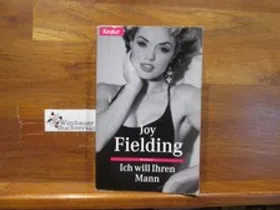 Knaur
Joy
Fielding
Ich will Ihren
Mann